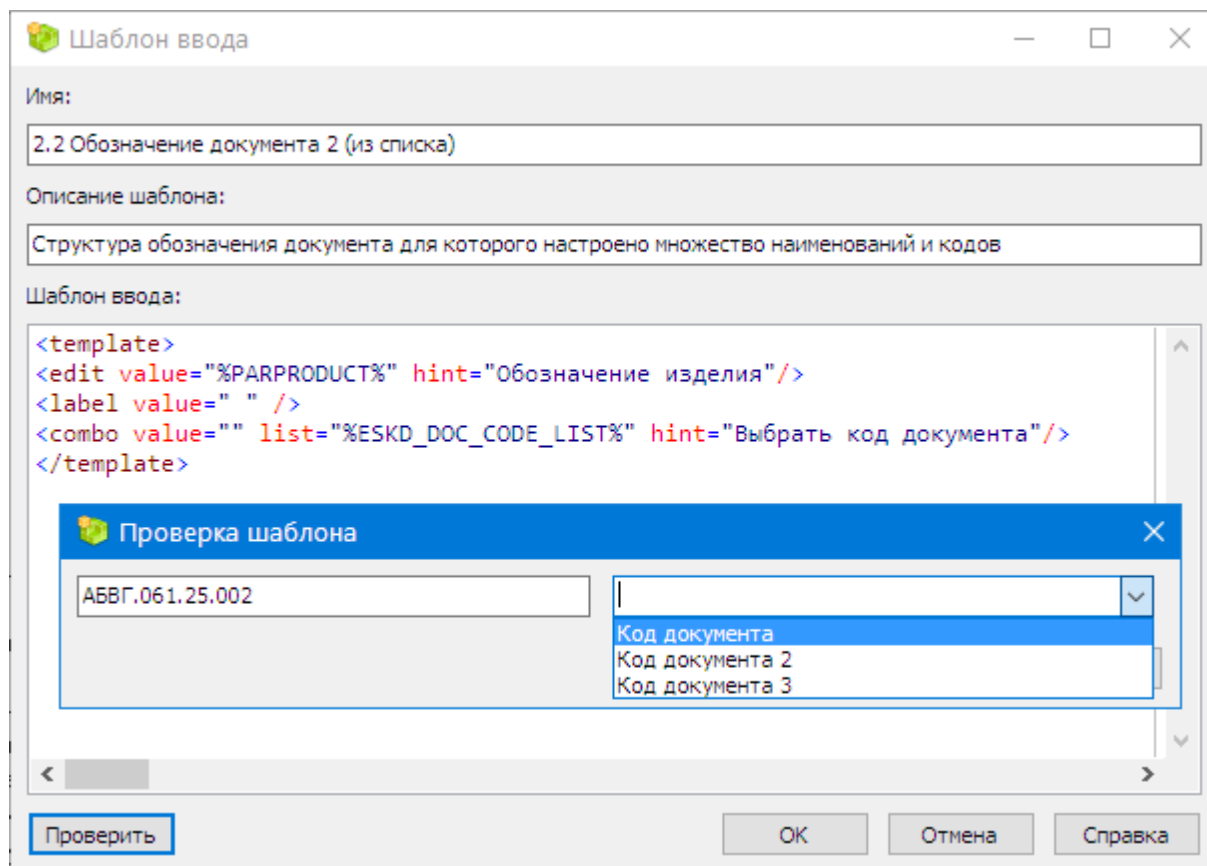 Шаблон ввода
Имя:
2.2 Обозначение документа 2 (из списка)
Описание шаблона:
Структура обозначения документа для которого настроено множество наименований и кодов
Шаблон ввода:
<template>
<edit value="%PARPRODUCT%" hint="Обозначение изделия"/>
<label value=" " />
<combo value="" list="%ESKD_DOC_CODE_LIST%" hint="Выбрать код документа"/>
</template>
Проверка шаблона
АБВГ.061.25.002
Код документа
Код документа 2
Код документа 3
Проверить ОК Отмена Справка